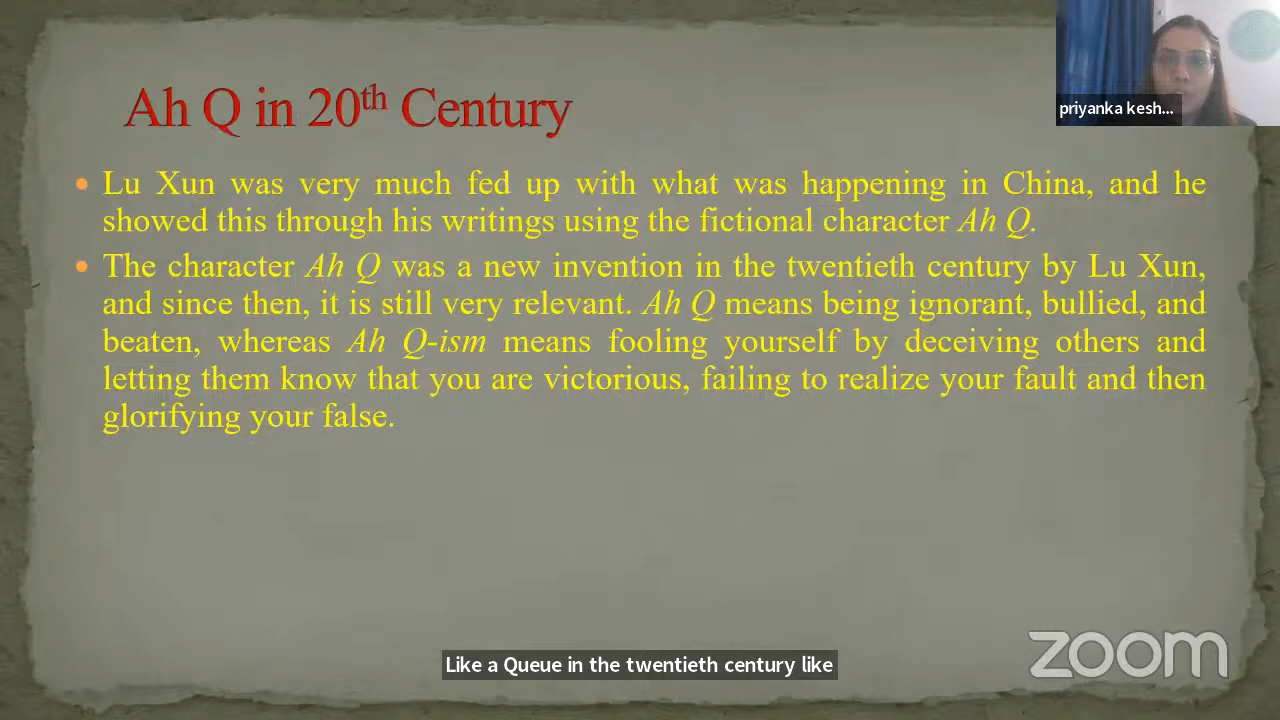 Ah Q in 20th Century
priyanka kesh...
• Lu Xun was very much fed up with what was happening in China, and he
showed this through his writings using the fictional character Ah Q.
• The character Ah Q was a new invention in the twentieth century by Lu Xun,
and since then, it is still very relevant. Ah Q means being ignorant, bullied, and
beaten, whereas Ah Q-ism means fooling yourself by deceiving others and
letting them know that you are victorious, failing to realize your fault and then
glorifying your false.
Like a Queue in the twentieth century like
zoom